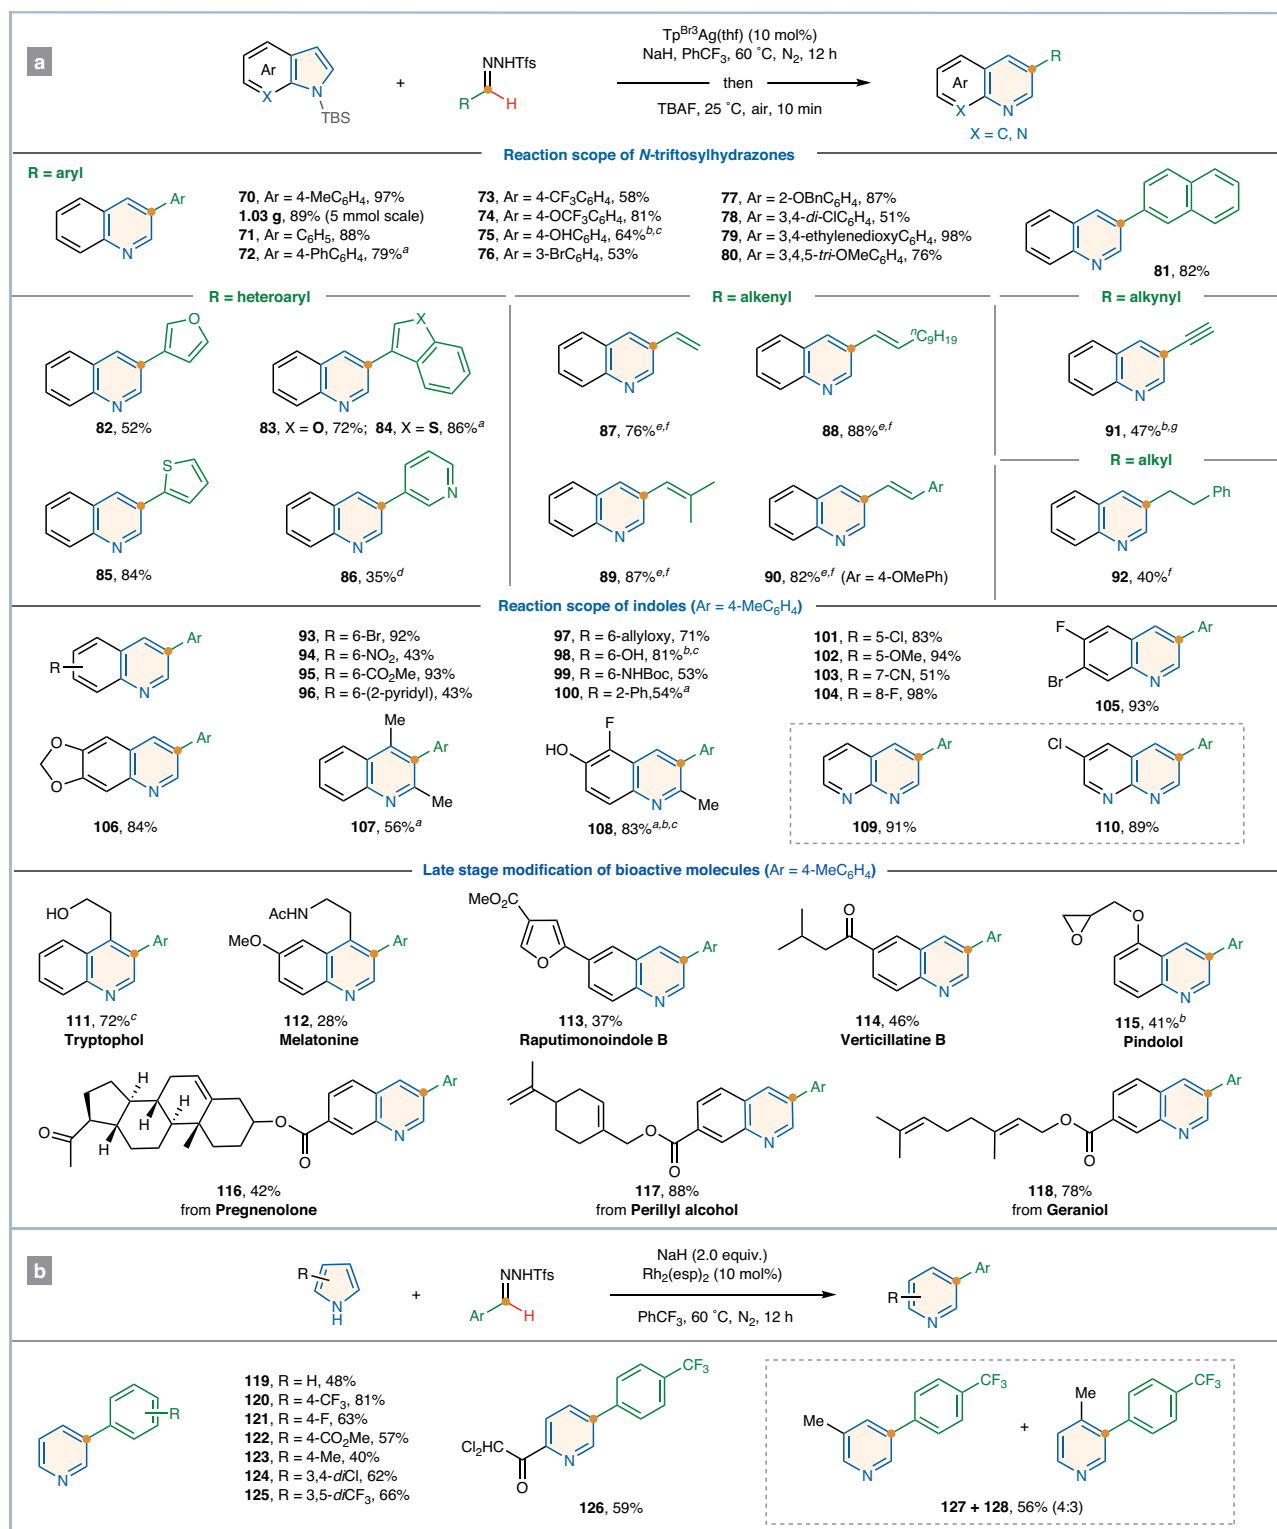 a
Ar
X
N
TBS
+
NNHTfs
R
H
Tp^Br3Ag(thf) (10 mol%)
NaH, PhCF₃, 60 ˚C, N₂, 12 h
then
TBAF, 25 ˚C, air, 10 min
R
Ar
X
N
X = C, N
Reaction scope of N-triftosylhydrazones
R = aryl
Ar
N
70, Ar = 4-MeC₆H₄, 97%
1.03 g, 89% (5 mmol scale)
71, Ar = C₆H₅, 88%
72, Ar = 4-PhC₆H₄, 79%ᵃ
73, Ar = 4-CF₃C₆H₄, 58%
74, Ar = 4-OCF₃C₆H₄, 81%
75, Ar = 4-OHC₆H₄, 64%ᵇ,ᶜ
76, Ar = 3-BrC₆H₄, 53%
77, Ar = 2-OBnC₆H₄, 87%
78, Ar = 3,4-di-ClC₆H₄, 51%
79, Ar = 3,4-ethylenedioxyC₆H₄, 98%
80, Ar = 3,4,5-tri-OMeC₆H₄, 76%
N
81, 82%
R = heteroaryl
R = alkenyl
R = alkynyl
O
N
82, 52%
X
N
83, X = O, 72%; 84, X = S, 86%ᵃ
N
87, 76%ᵉ,ᶠ
ⁿC₉H₁₉
N
88, 88%ᵉ,ᶠ
N
91, 47%ᵇ,ᵍ
R = alkyl
S
N
85, 84%
N
N
86, 35%ᵈ
N
89, 87%ᵉ,ᶠ
Ar
N
90, 82%ᵉ,ᶠ (Ar = 4-OMePh)
Ph
N
92, 40%ᶠ
Reaction scope of indoles (Ar = 4-MeC₆H₄)
R
Ar
N
93, R = 6-Br, 92%
94, R = 6-NO₂, 43%
95, R = 6-CO₂Me, 93%
96, R = 6-(2-pyridyl), 43%
97, R = 6-allyloxy, 71%
98, R = 6-OH, 81%ᵇ,ᶜ
99, R = 6-NHBoc, 53%
100, R = 2-Ph,54%ᵃ
101, R = 5-Cl, 83%
102, R = 5-OMe, 94%
103, R = 7-CN, 51%
104, R = 8-F, 98%
F
Br
Ar
N
105, 93%
O
O
Ar
N
106, 84%
Me
Ar
N
Me
107, 56%ᵃ
F
HO
Ar
N
Me
108, 83%ᵃ,ᵇ,ᶜ
Ar
N
N
109, 91%
Cl
Ar
N
N
110, 89%
Late stage modification of bioactive molecules (Ar = 4-MeC₆H₄)
HO
Ar
N
111, 72%ᶜ
Tryptophol
AcHN
MeO
Ar
N
112, 28%
Melatonine
MeO₂C
O
Ar
N
113, 37%
Raputimonoindole B
O
Ar
N
114, 46%
Verticillatine B
O
O
Ar
N
115, 41%ᵇ
Pindolol
H
H
H
H
O
O
O
Ar
N
116, 42%
from Pregnenolone
O
O
Ar
N
117, 88%
from Perillyl alcohol
O
O
Ar
N
118, 78%
from Geraniol
b
R
N
H
+
NNHTfs
Ar
H
NaH (2.0 equiv.)
Rh₂(esp)₂ (10 mol%)
PhCF₃, 60 ˚C, N₂, 12 h
R
Ar
N
R
N
119, R = H, 48%
120, R = 4-CF₃, 81%
121, R = 4-F, 63%
122, R = 4-CO₂Me, 57%
123, R = 4-Me, 40%
124, R = 3,4-diCl, 62%
125, R = 3,5-diCF₃, 66%
CF₃
Cl₂HC
O
N
126, 59%
CF₃
Me
N
+
CF₃
Me
N
127 + 128, 56% (4:3)